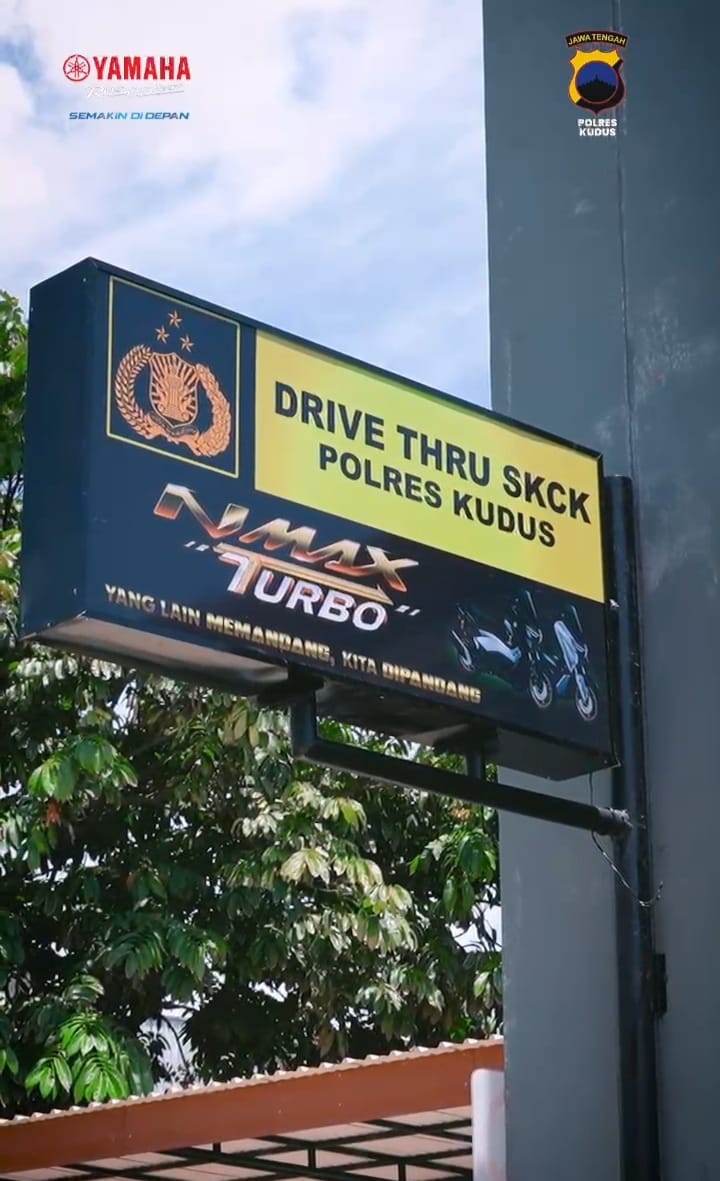 YAMAHA
SEMAKIN DI DEPAN
JAWA TENGAH
POLRES
KUDUS
DRIVE THRU SKCK
POLRES KUDUS
NMAX
"TURBO"
YANG LAIN MEMANDANG, KITA DIPANDANG